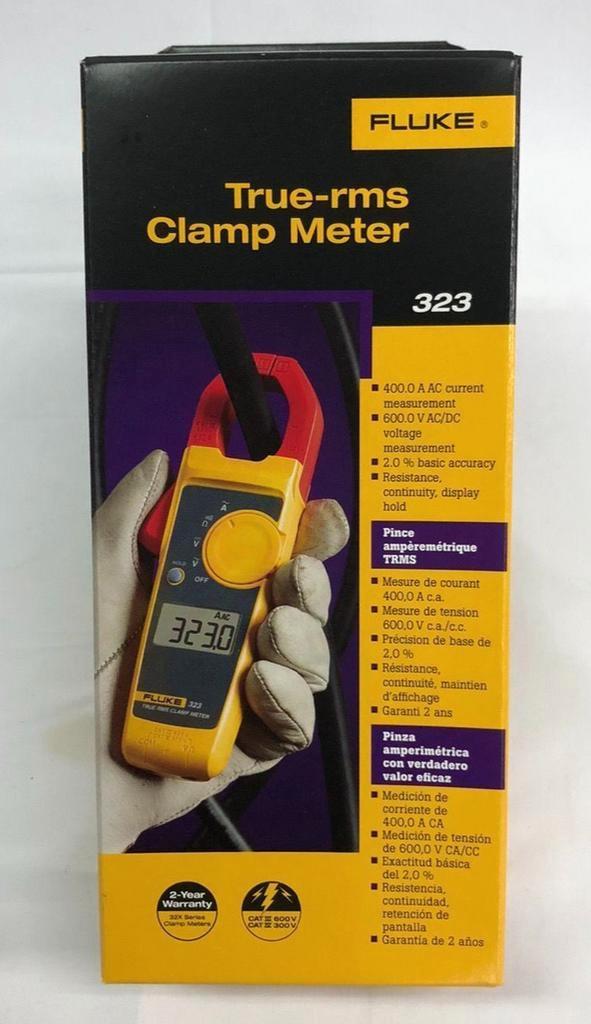 FLUKE ®
True-rms
Clamp Meter
323
■ 400.0 A AC current
measurement
■ 600.0 V AC/DC
voltage
measurement
■ 2.0 % basic accuracy
■ Resistance,
continuity, display
hold
Pince
ampèremétrique
TRMS
■ Mesure de courant
400,0 A c.a.
■ Mesure de tension
600,0 V c.a./c.c.
■ Précision de base de
2,0 %
■ Résistance,
continuité, maintien
d'affichage
■ Garanti 2 ans
Pinza
amperimétrica
con verdadero
valor eficaz
■ Medición de
corriente de
400,0 A CA
■ Medición de tensión
de 600,0 V CA/CC
■ Exactitud básica
del 2,0 %
■ Resistencia,
continuidad,
retención de
pantalla
■ Garantía de 2 años
A
Ω
V
V
HOLD
OFF
A AC
323.0
FLUKE 323
TRUE RMS CLAMP METER
COM
VΩ
2-Year
Warranty
32X Series
Clamp Meters
CAT III 600 V
CAT III 300 V